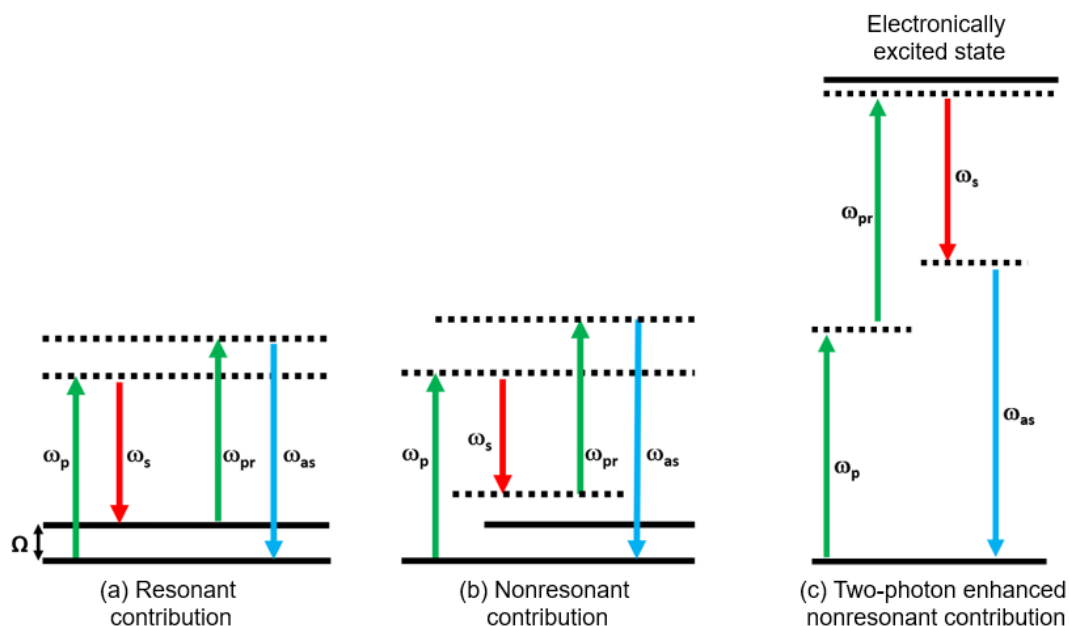 Electronically
excited state
ωp
ωs
ωpr
ωas
Ω
(a) Resonant
contribution
ωp
ωs
ωpr
ωas
(b) Nonresonant
contribution
ωs
ωpr
ωas
ωp
(c) Two-photon enhanced
nonresonant contribution